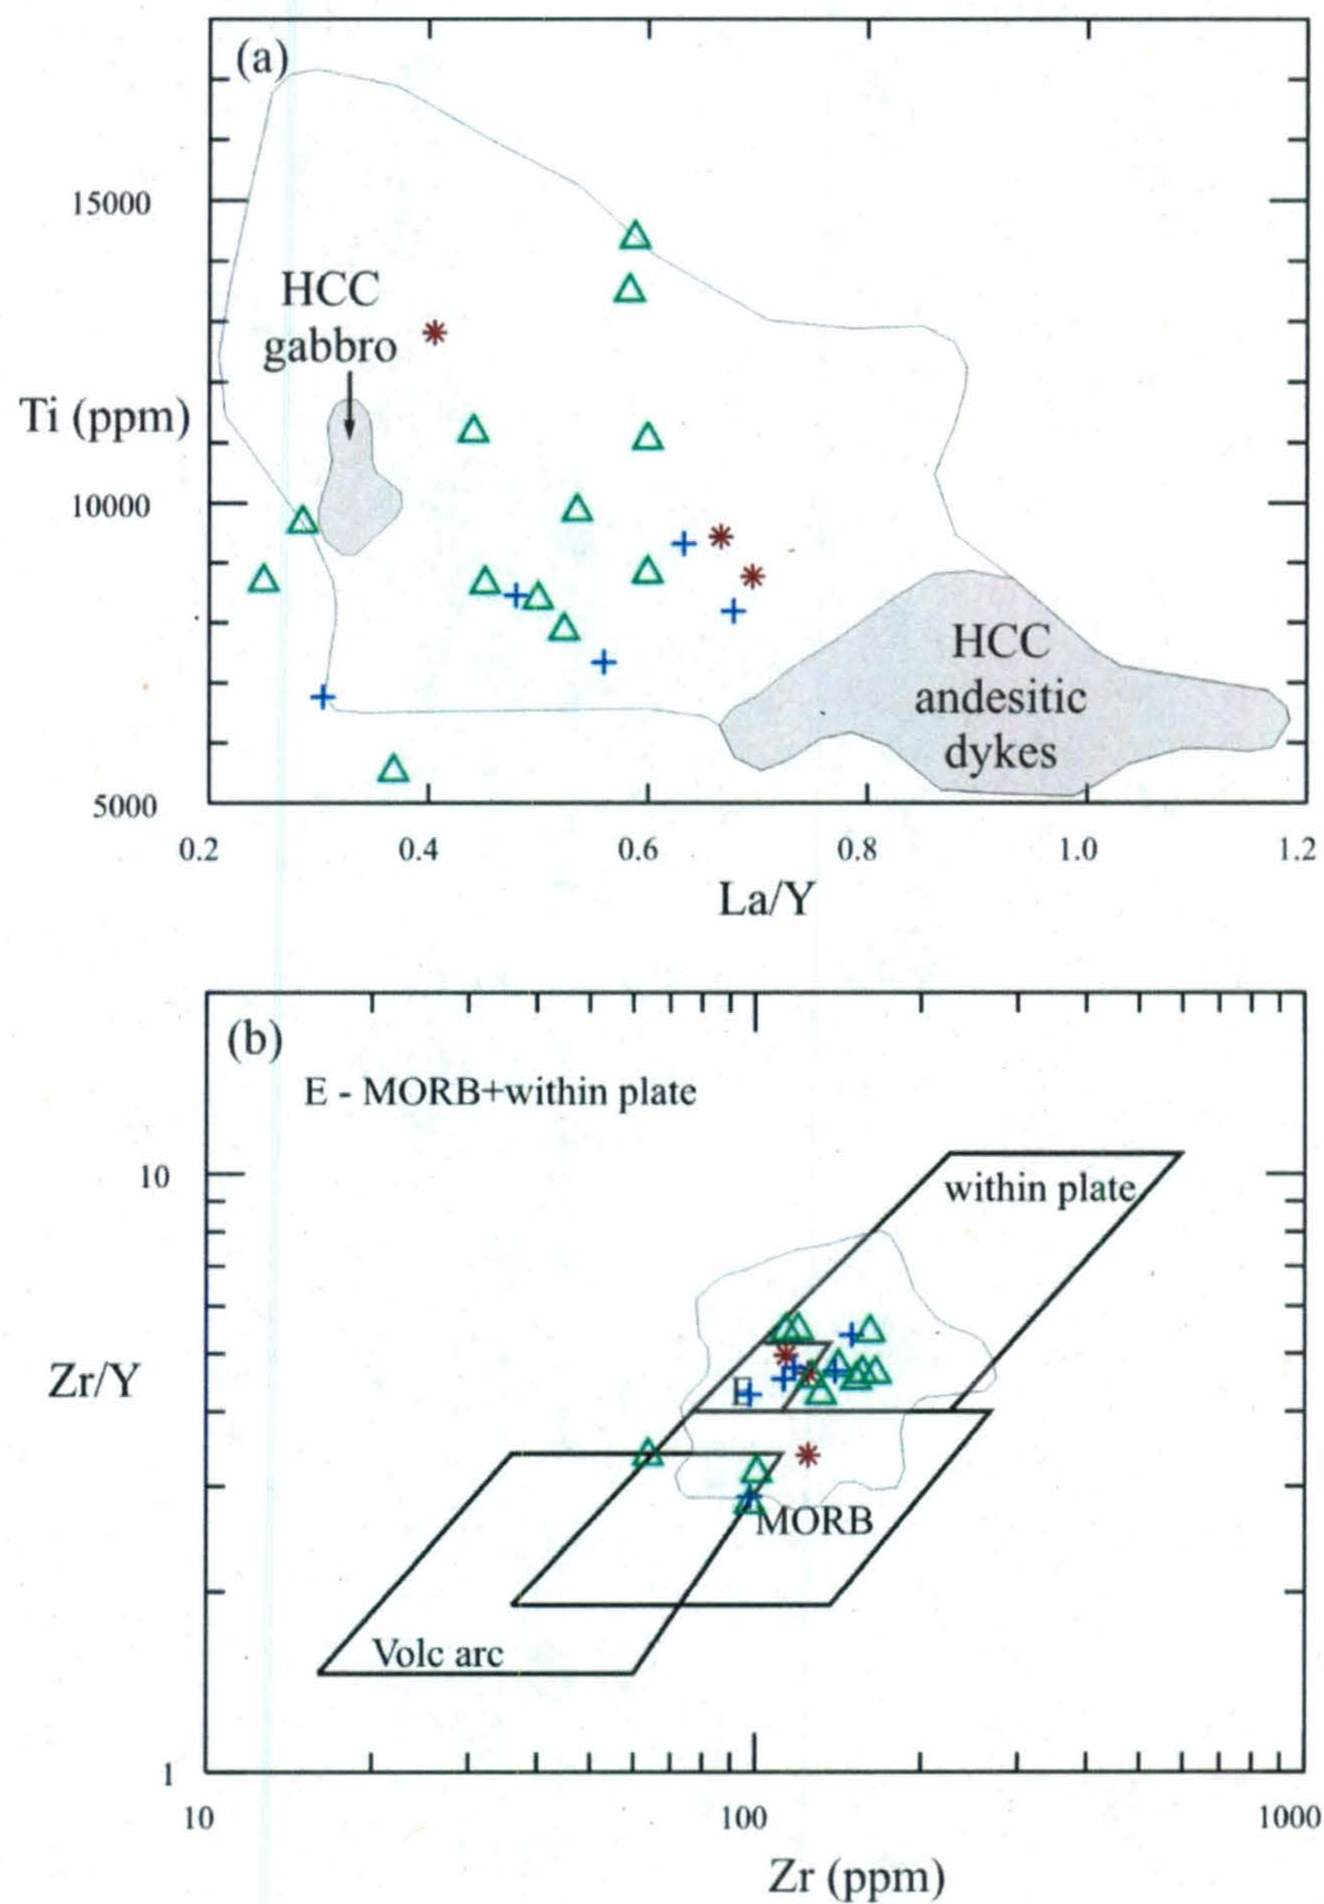 (a)
15000
HCC
gabbro
Ti (ppm)
10000
HCC
andesitic
dykes
5000
0.2 0.4 0.6 0.8 1.0 1.2
La/Y
(b)
E - MORB+within plate
10
within plate
Zr/Y
E
MORB
Volc arc
1
10 100 1000
Zr (ppm)